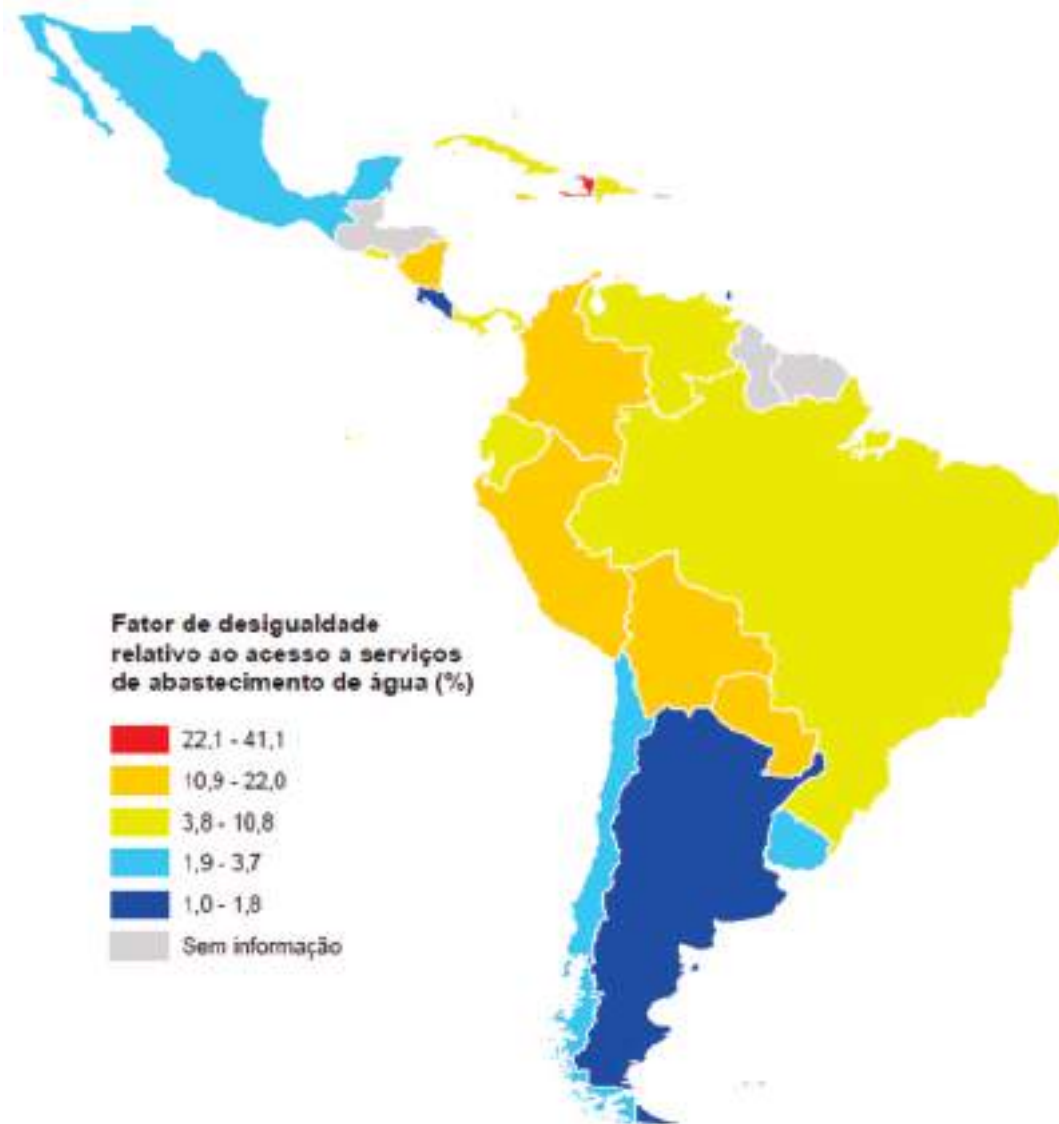 Fator de desigualdade
relativo ao acesso a serviços
de abastecimento de água (%)
22,1 - 41,1
10,9 - 22,0
3,8 - 10,8
1,9 - 3,7
1,0 - 1,8
Sem informação